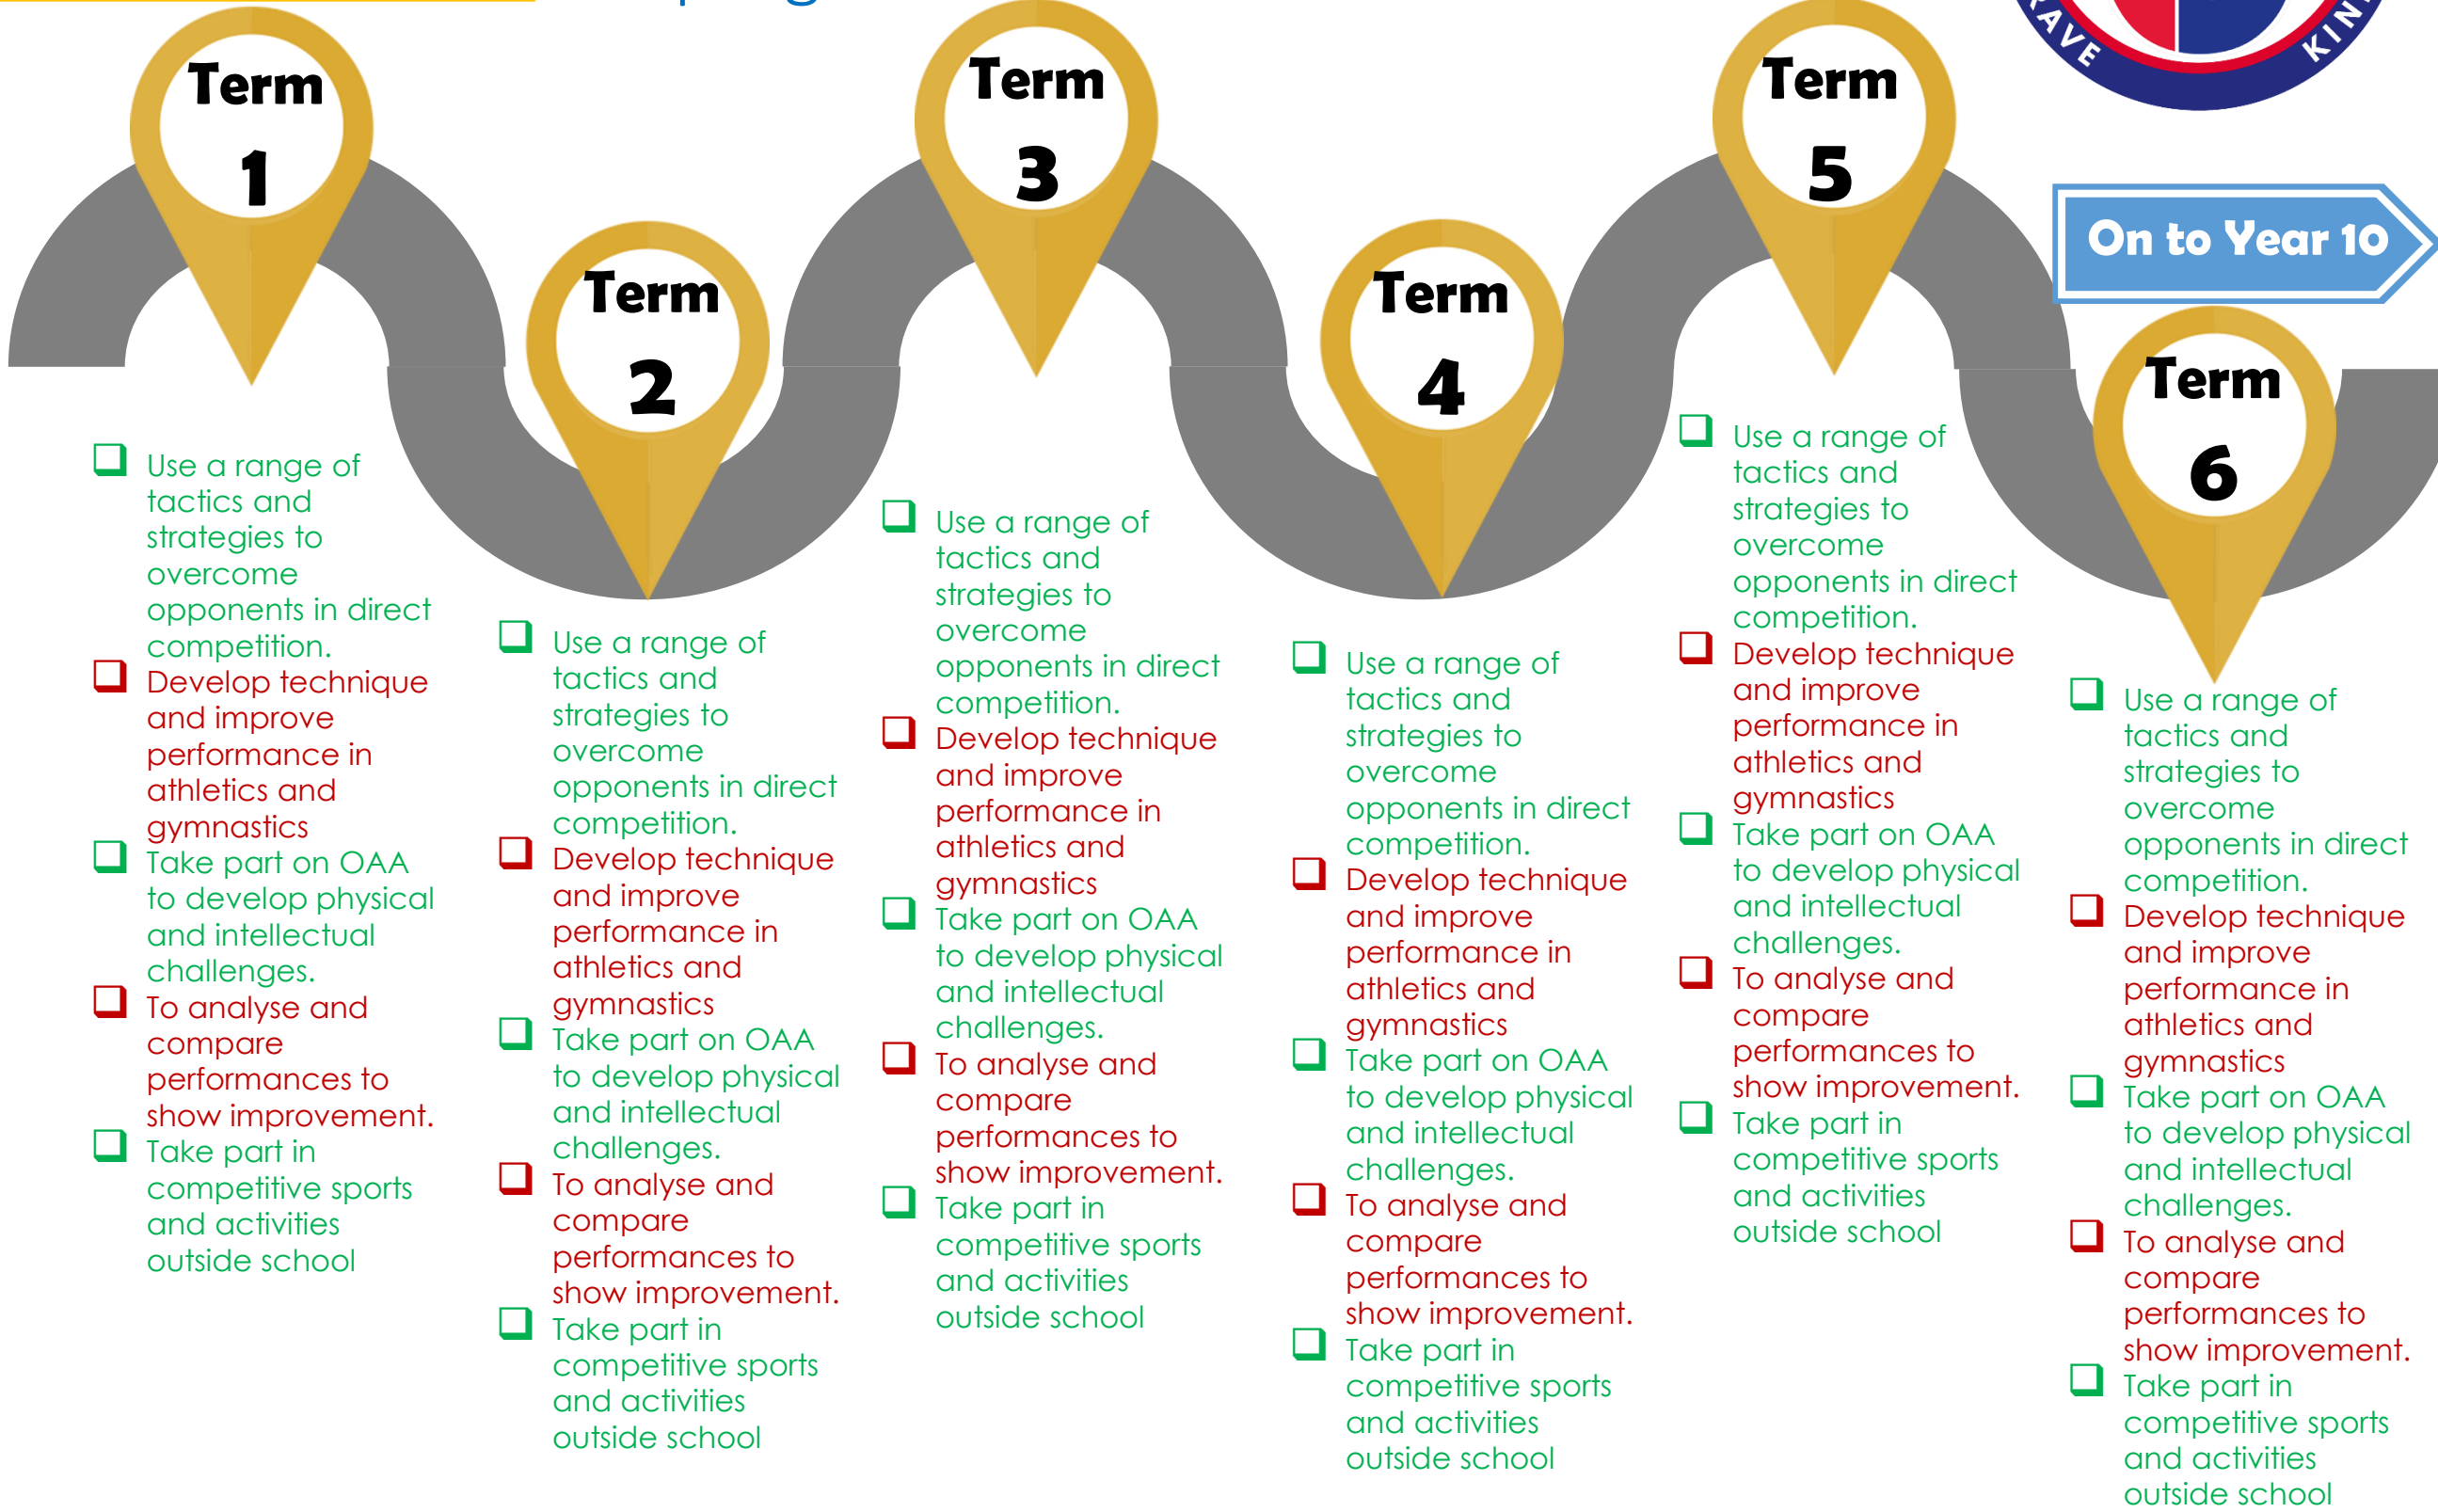 Term
1
Term
2
Term
3
Term
4
Term
5
On to Year 10
Term
6
Use a range of
tactics and
strategies to
overcome
opponents in direct
competition.
Develop technique
and improve
performance in
athletics and
gymnastics
Take part on OAA
to develop physical
and intellectual
challenges.
To analyse and
compare
performances to
show improvement.
Take part in
competitive sports
and activities
outside school
Use a range of
tactics and
strategies to
overcome
opponents in direct
competition.
Develop technique
and improve
performance in
athletics and
gymnastics
Take part on OAA
to develop physical
and intellectual
challenges.
To analyse and
compare
performances to
show improvement.
Take part in
competitive sports
and activities
outside school
Use a range of
tactics and
strategies to
overcome
opponents in direct
competition.
Develop technique
and improve
performance in
athletics and
gymnastics
Take part on OAA
to develop physical
and intellectual
challenges.
To analyse and
compare
performances to
show improvement.
Take part in
competitive sports
and activities
outside school
Use a range of
tactics and
strategies to
overcome
opponents in direct
competition.
Develop technique
and improve
performance in
athletics and
gymnastics
Take part on OAA
to develop physical
and intellectual
challenges.
To analyse and
compare
performances to
show improvement.
Take part in
competitive sports
and activities
outside school
Use a range of
tactics and
strategies to
overcome
opponents in direct
competition.
Develop technique
and improve
performance in
athletics and
gymnastics
Take part on OAA
to develop physical
and intellectual
challenges.
To analyse and
compare
performances to
show improvement.
Take part in
competitive sports
and activities
outside school
Use a range of
tactics and
strategies to
overcome
opponents in direct
competition.
Develop technique
and improve
performance in
athletics and
gymnastics
Take part on OAA
to develop physical
and intellectual
challenges.
To analyse and
compare
performances to
show improvement.
Take part in
competitive sports
and activities
outside school